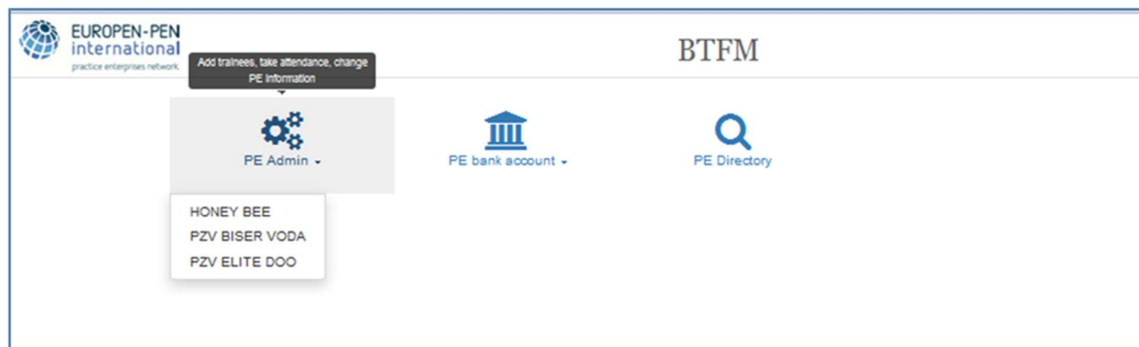 EUROPEN-PEN
international
practice enterprises network
BTFM
Add trainees, take attendance, change
PE Information
PE Admin
PE bank account
PE Directory
HONEY BEE
PZV BISER VODA
PZV ELITE DOO